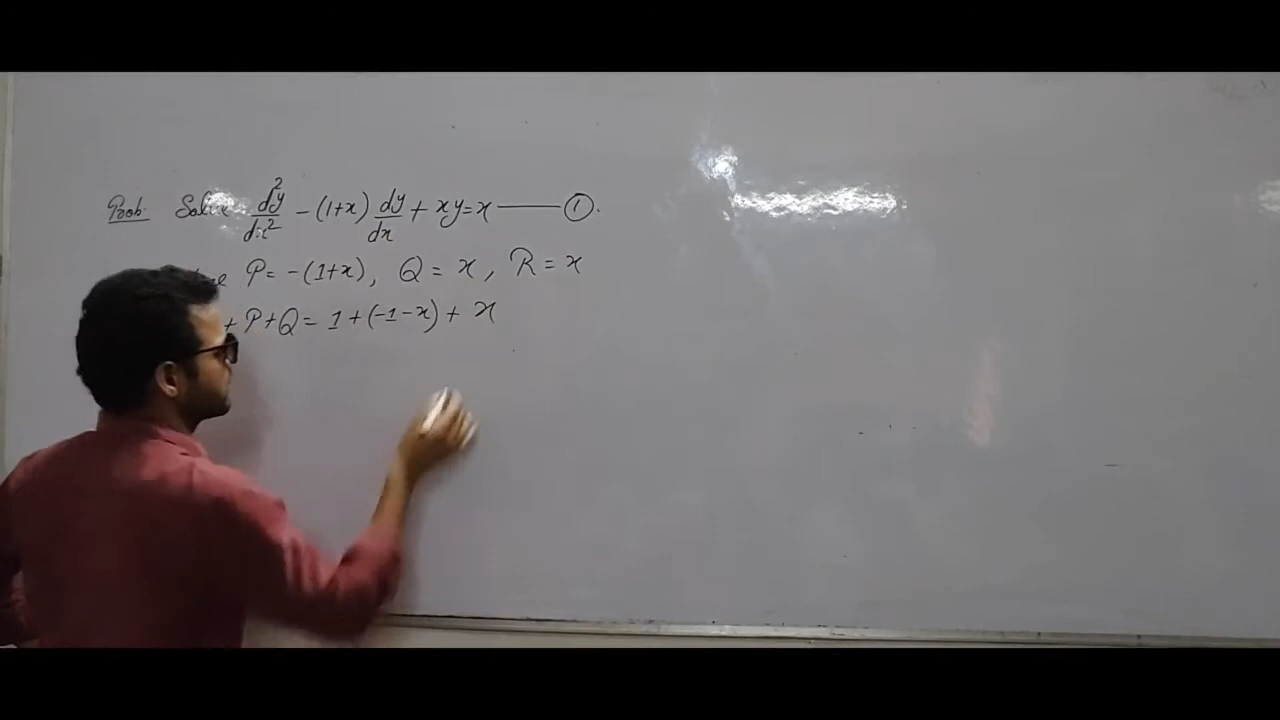 Prob. Solve d²y/dx² - (1+x) dy/dx + xy = x —— ①.
P = -(1+x), Q = x, R = x
+ P + Q = 1 + (-1-x) + x